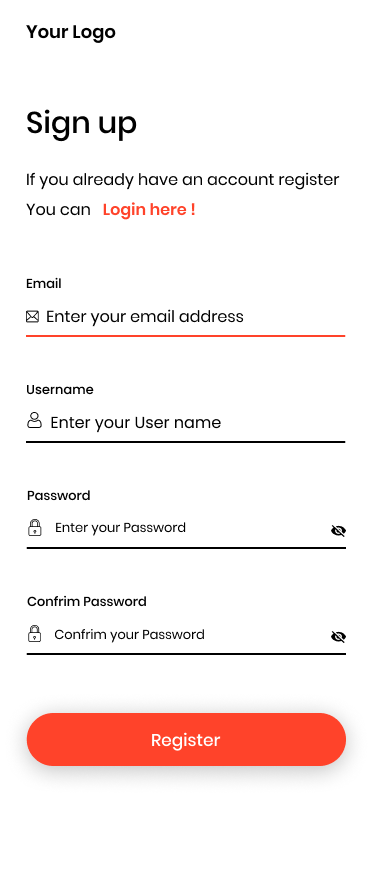 Your Logo
Sign up
If you already have an account register
You can Login here !
Email
Enter your email address
Username
Enter your User name
Password
Enter your Password
Confrim Password
Confrim your Password
Register